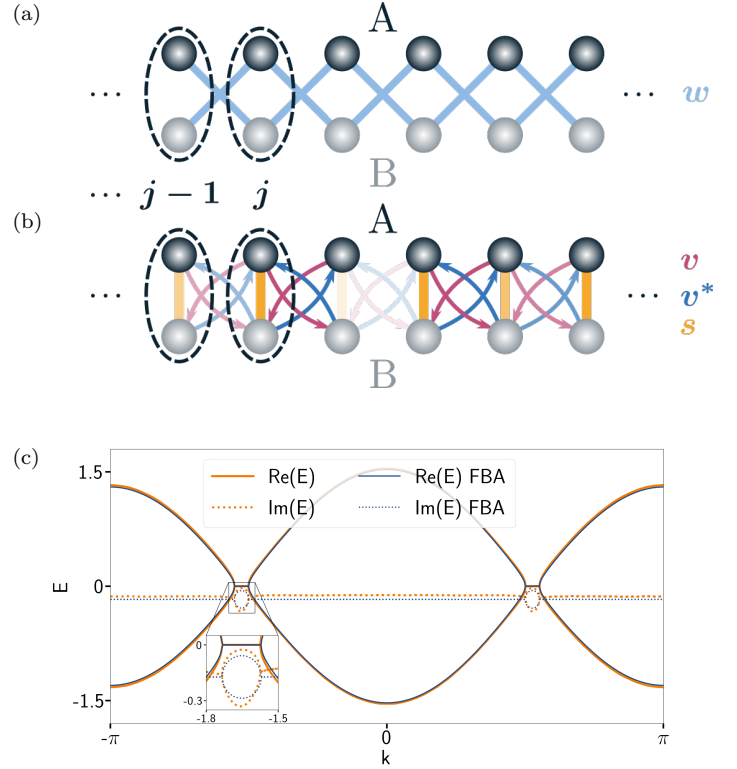 (a)
A
... w
...
B
... j − 1 j
(b)
A
v
... v*
...
s
B
(c)
1.5
Re(E) Re(E) FBA
Im(E) Im(E) FBA
E
0
0
-0.3
-1.5
-1.8 -1.5
-π 0 π
k